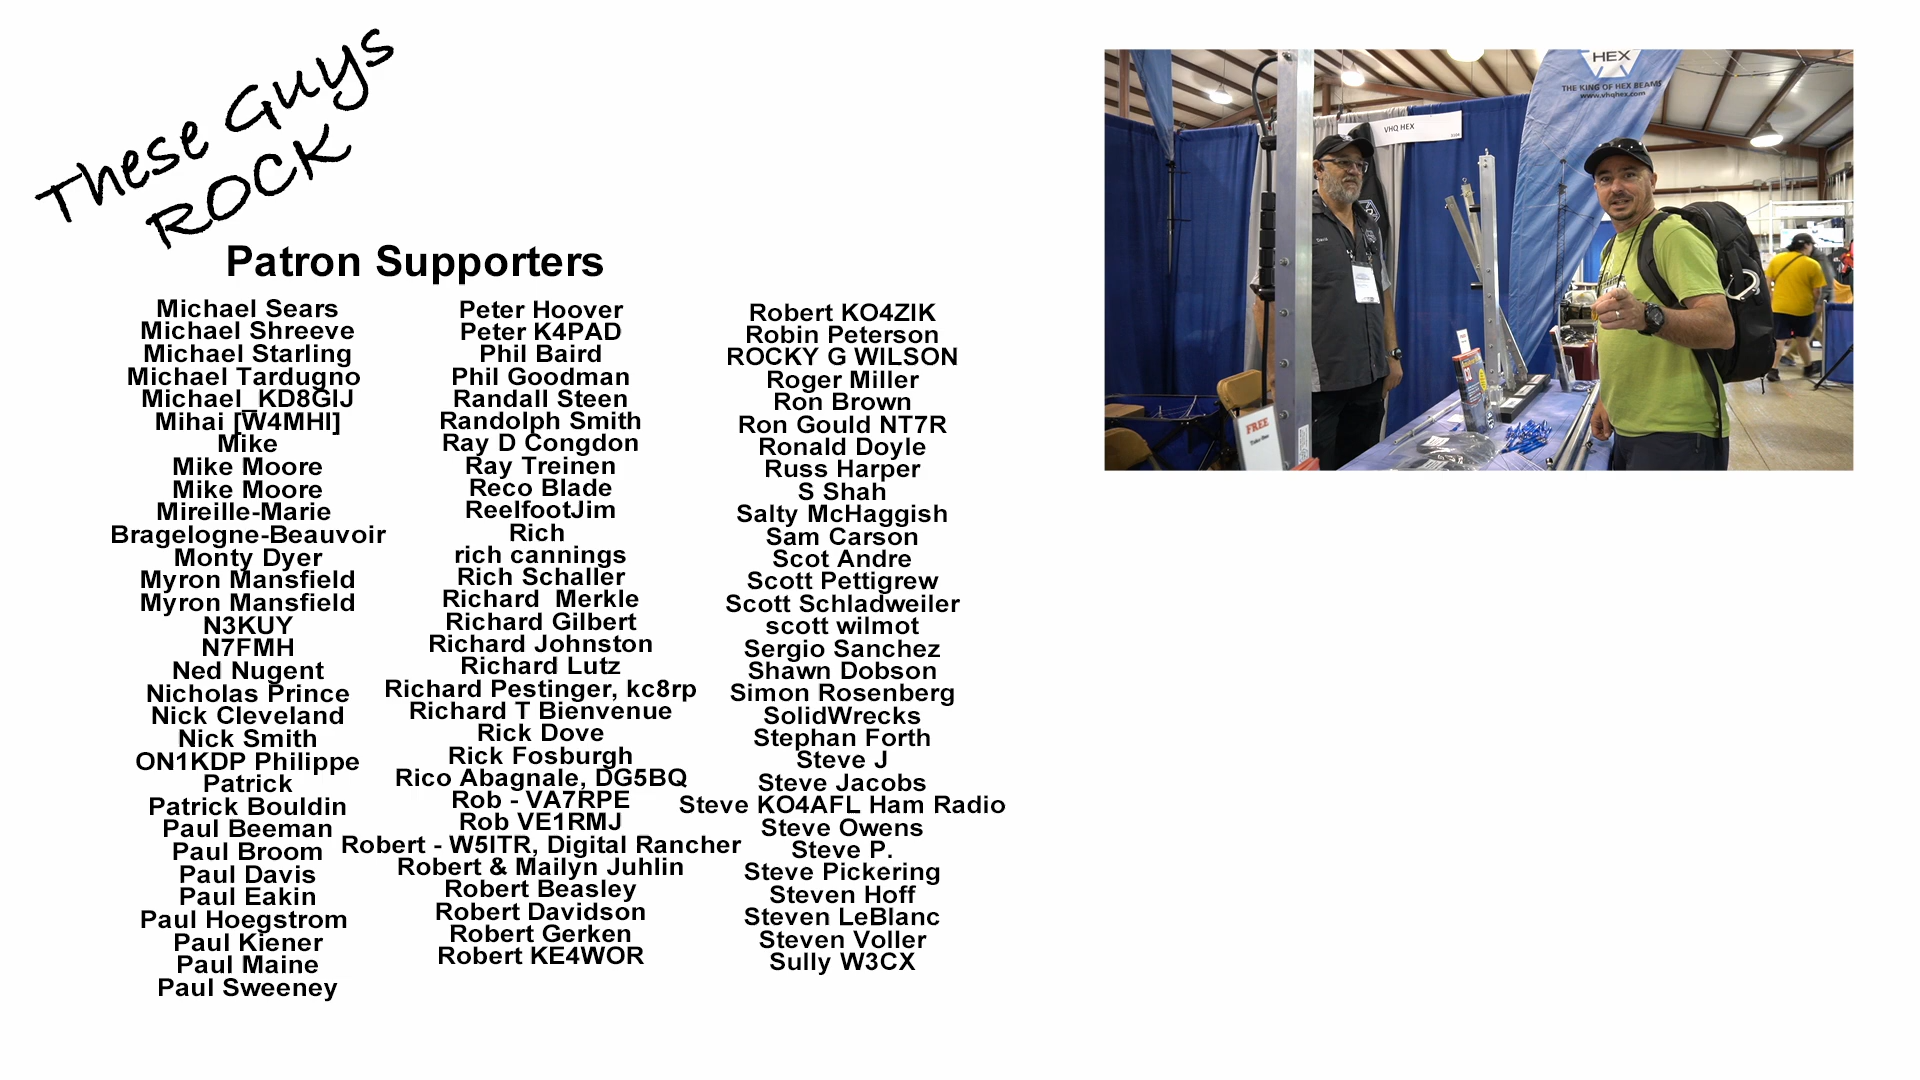 These Guys
ROCK
Patron Supporters
Michael Sears
Michael Shreeve
Michael Starling
Michael Tardugno
Michael_KD8GIJ
Mihai [W4MHI]
Mike
Mike Moore
Mike Moore
Mireille-Marie
Bragelogne-Beauvoir
Monty Dyer
Myron Mansfield
Myron Mansfield
N3KUY
N7FMH
Ned Nugent
Nicholas Prince
Nick Cleveland
Nick Smith
ON1KDP Philippe
Patrick
Patrick Bouldin
Paul Beeman
Paul Broom
Paul Davis
Paul Eakin
Paul Hoegstrom
Paul Kiener
Paul Maine
Paul Sweeney
Peter Hoover
Peter K4PAD
Phil Baird
Phil Goodman
Randall Steen
Randolph Smith
Ray D Congdon
Ray Treinen
Reco Blade
ReelfootJim
Rich
rich cannings
Rich Schaller
Richard  Merkle
Richard Gilbert
Richard Johnston
Richard Lutz
Richard Pestinger, kc8rp
Richard T Bienvenue
Rick Dove
Rick Fosburgh
Rico Abagnale, DG5BQ
Rob - VA7RPE
Rob VE1RMJ
Robert - W5ITR, Digital Rancher
Robert & Mailyn Juhlin
Robert Beasley
Robert Davidson
Robert Gerken
Robert KE4WOR
Robert KO4ZIK
Robin Peterson
ROCKY G WILSON
Roger Miller
Ron Brown
Ron Gould NT7R
Ronald Doyle
Russ Harper
S Shah
Salty McHaggish
Sam Carson
Scot Andre
Scott Pettigrew
Scott Schladweiler
scott wilmot
Sergio Sanchez
Shawn Dobson
Simon Rosenberg
SolidWrecks
Stephan Forth
Steve J
Steve Jacobs
Steve KO4AFL Ham Radio
Steve Owens
Steve P.
Steve Pickering
Steven Hoff
Steven LeBlanc
Steven Voller
Sully W3CX
HEX
THE KING OF HEX BEAMS
www.vhqhex.com
VHQ HEX
FREE